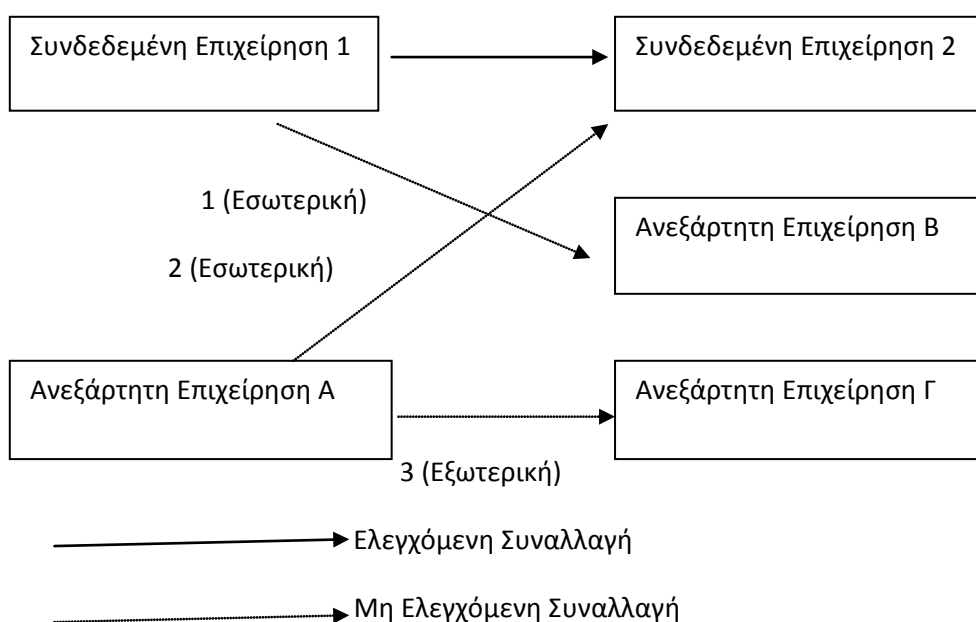 Συνδεδεμένη Επιχείρηση 1
Συνδεδεμένη Επιχείρηση 2
1 (Εσωτερική)
Ανεξάρτητη Επιχείρηση Β
2 (Εσωτερική)
Ανεξάρτητη Επιχείρηση Α
Ανεξάρτητη Επιχείρηση Γ
3 (Εξωτερική)
Ελεγχόμενη Συναλλαγή
Μη Ελεγχόμενη Συναλλαγή